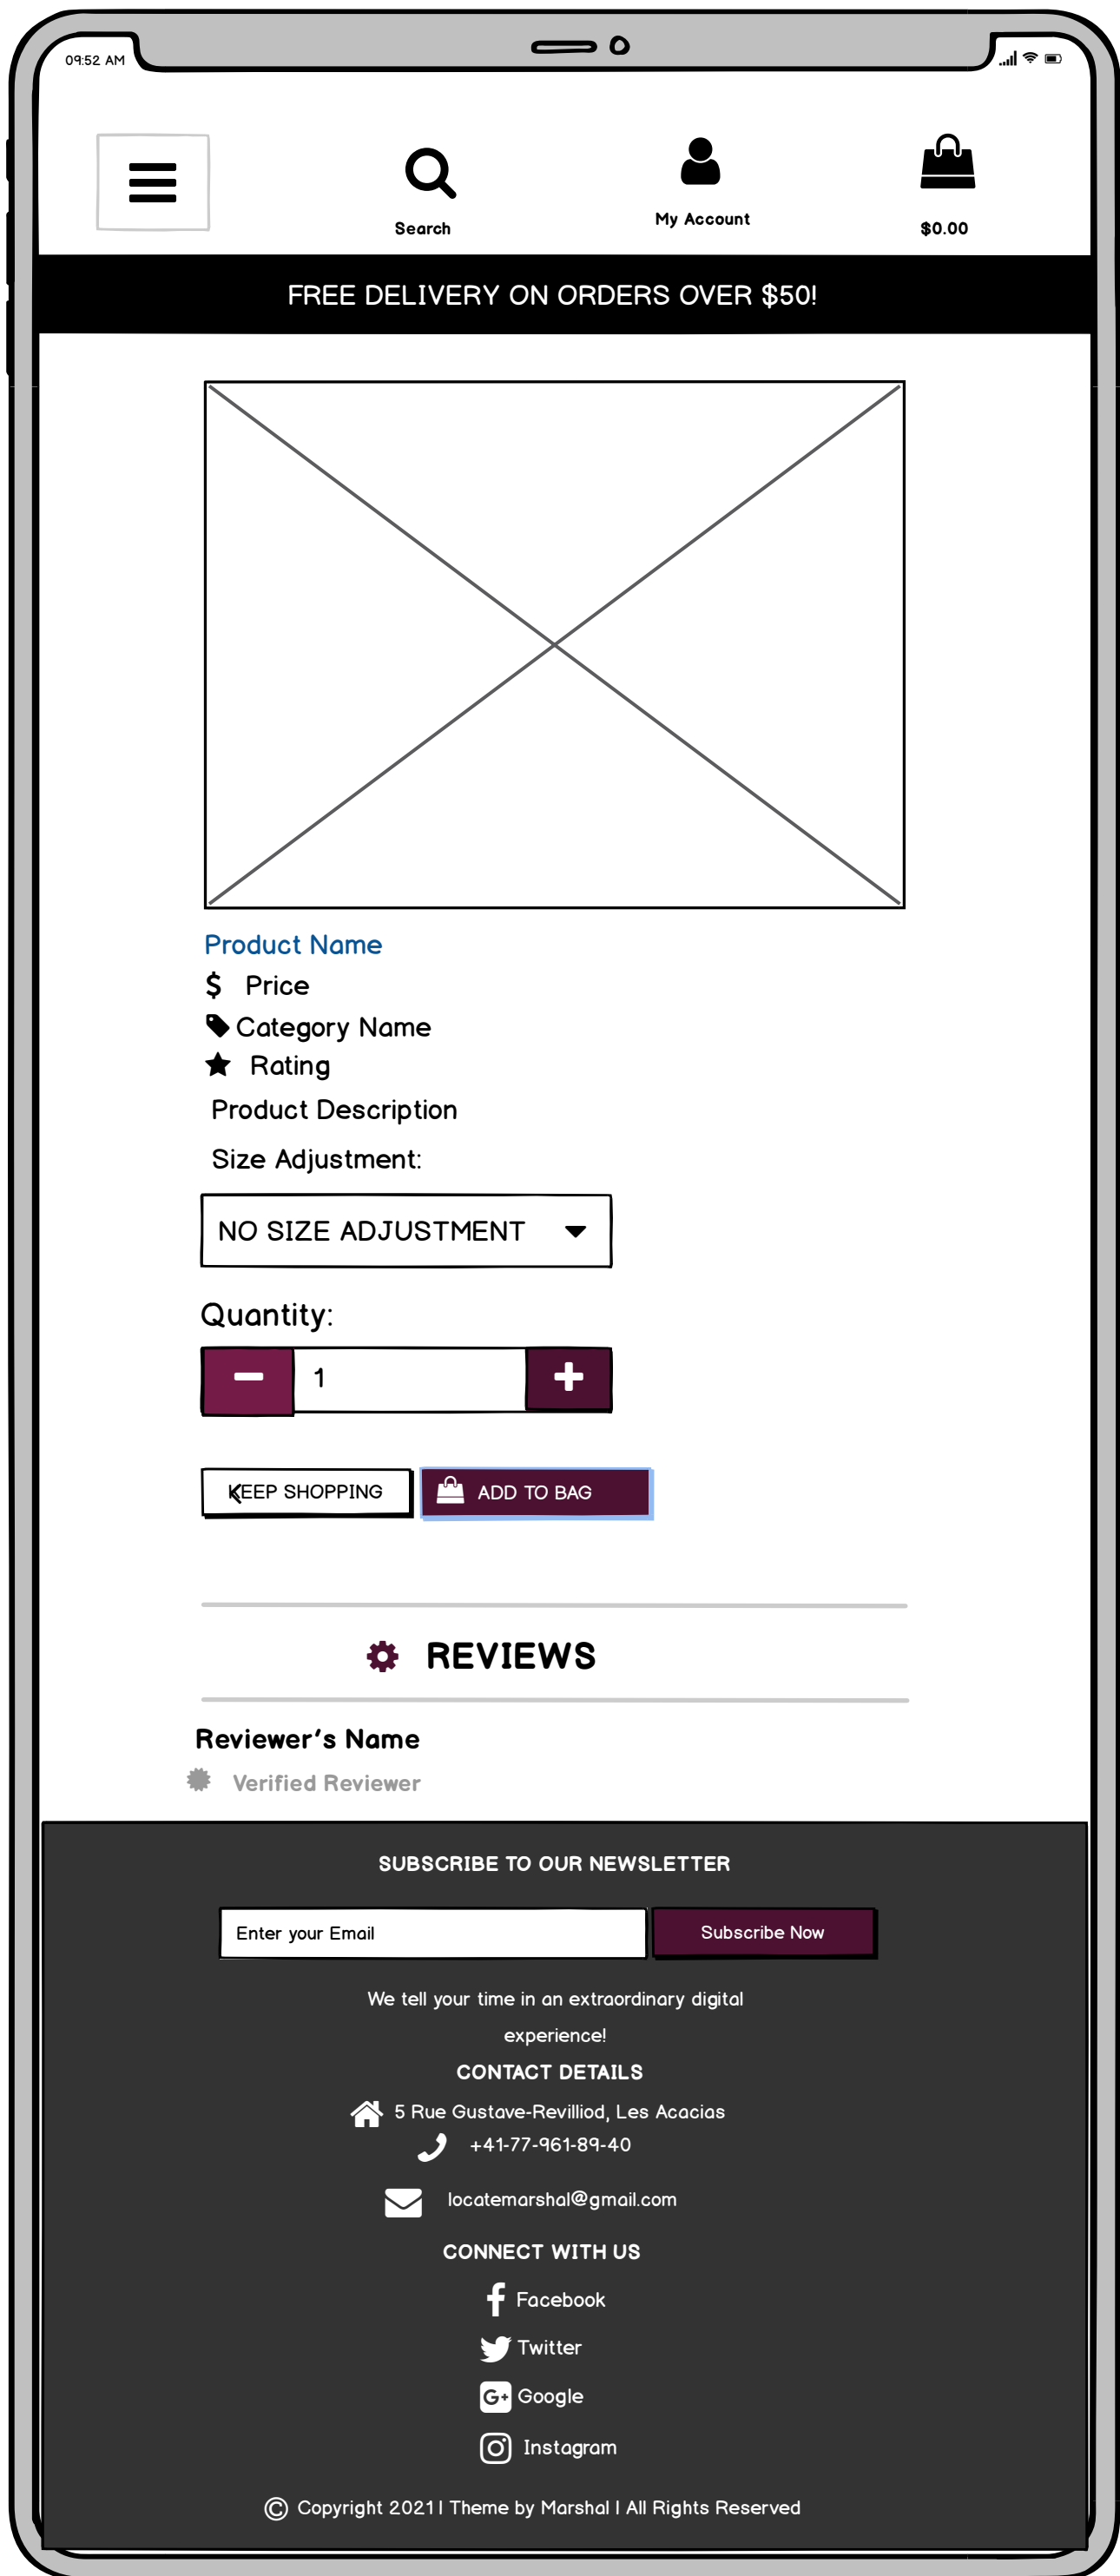 09:52 AM
Search
My Account
$0.00
FREE DELIVERY ON ORDERS OVER $50!
Product Name
$ Price
Category Name
Rating
Product Description
Size Adjustment:
NO SIZE ADJUSTMENT
Quantity:
1
KEEP SHOPPING
ADD TO BAG
REVIEWS
Reviewer's Name
Verified Reviewer
SUBSCRIBE TO OUR NEWSLETTER
Enter your Email
Subscribe Now
We tell your time in an extraordinary digital
experience!
CONTACT DETAILS
5 Rue Gustave-Revilliod, Les Acacias
+41-77-961-89-40
locatemarshal@gmail.com
CONNECT WITH US
Facebook
Twitter
G+ Google
Instagram
© Copyright 2021 | Theme by Marshal | All Rights Reserved